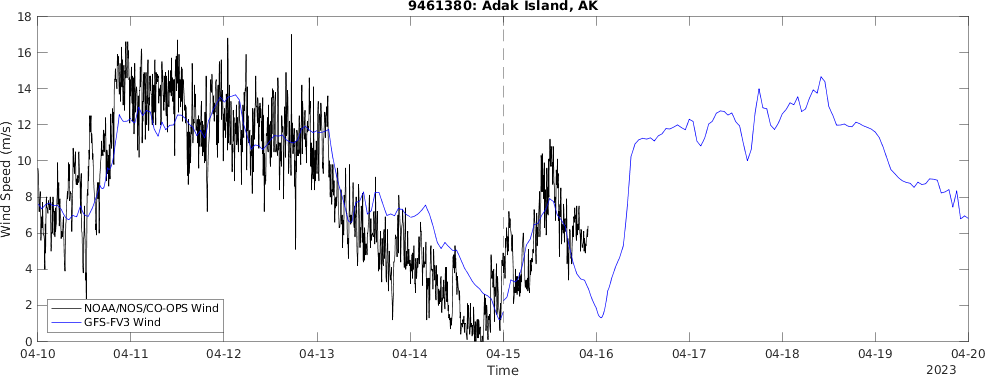 9461380: Adak Island, AK
Wind Speed (m/s)
18
16
14
12
10
8
6
4
2
0
NOAA/NOS/CO-OPS Wind
GFS-FV3 Wind
04-10 04-11 04-12 04-13 04-14 04-15 04-16 04-17 04-18 04-19 04-20
Time
2023